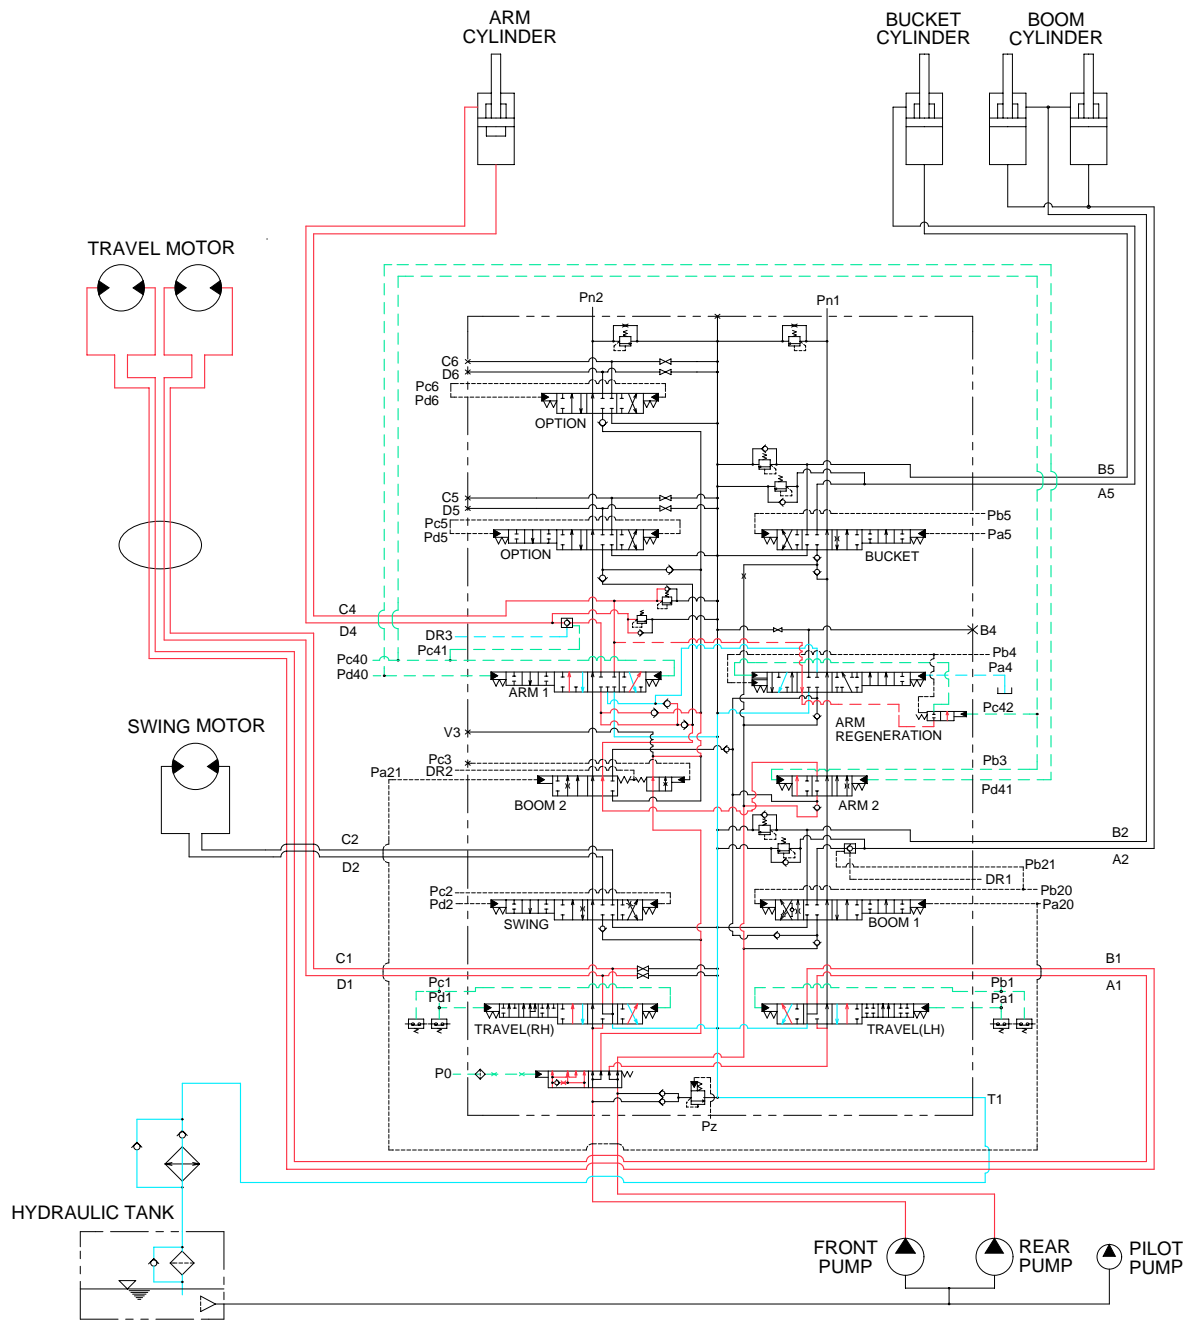 ARM
CYLINDER
BUCKET
CYLINDER
BOOM
CYLINDER
TRAVEL MOTOR
Pn2
Pn1
C6
D6
Pc6
Pd6
OPTION
B5
A5
C5
D5
Pc5
Pd5
OPTION
Pb5
Pa5
BUCKET
C4
D4
DR3
Pc41
Pc40
Pd40
ARM 1
B4
Pb4
Pa4
Pc42
ARM
REGENERATION
SWING MOTOR
V3
Pc3
DR2
Pa21
BOOM 2
Pb3
Pd41
ARM 2
C2
D2
B2
A2
Pb21
DR1
Pc2
Pd2
SWING
Pb20
Pa20
BOOM 1
C1
D1
B1
A1
Pc1
Pd1
TRAVEL(RH)
Pb1
Pa1
TRAVEL(LH)
P0
T1
Pz
HYDRAULIC TANK
FRONT
PUMP
REAR
PUMP
PILOT
PUMP